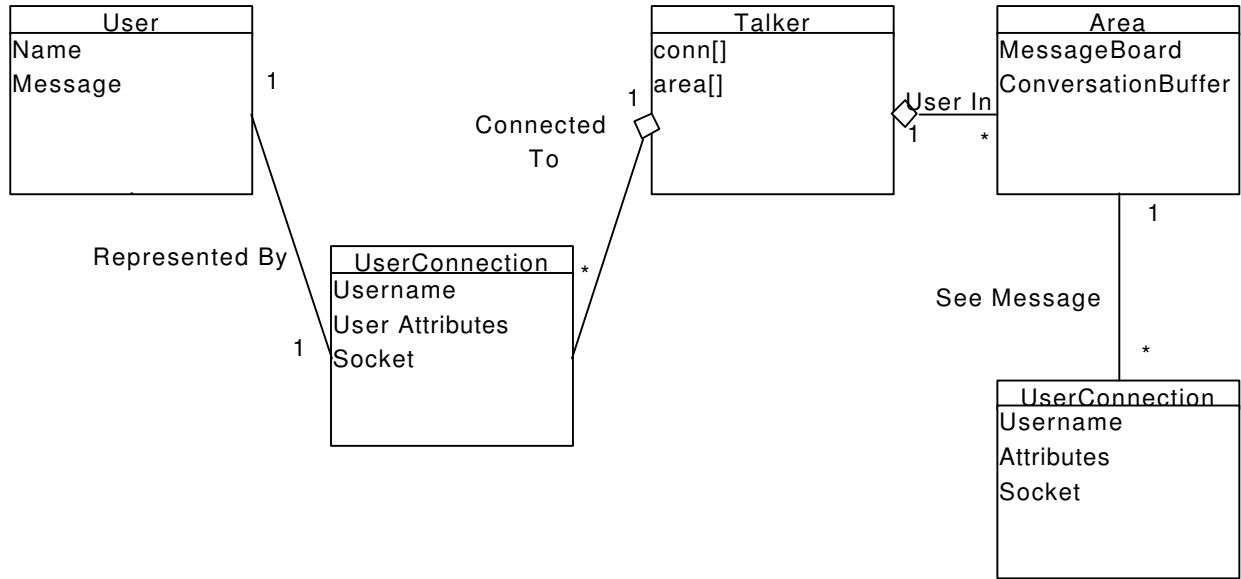 User
Name
Message
1
Represented By
1
UserConnection
Username
User Attributes
Socket
*
Connected
To
1
Talker
conn[]
area[]
User In
1
*
Area
MessageBoard
ConversationBuffer
1
See Message
*
UserConnection
Username
Attributes
Socket